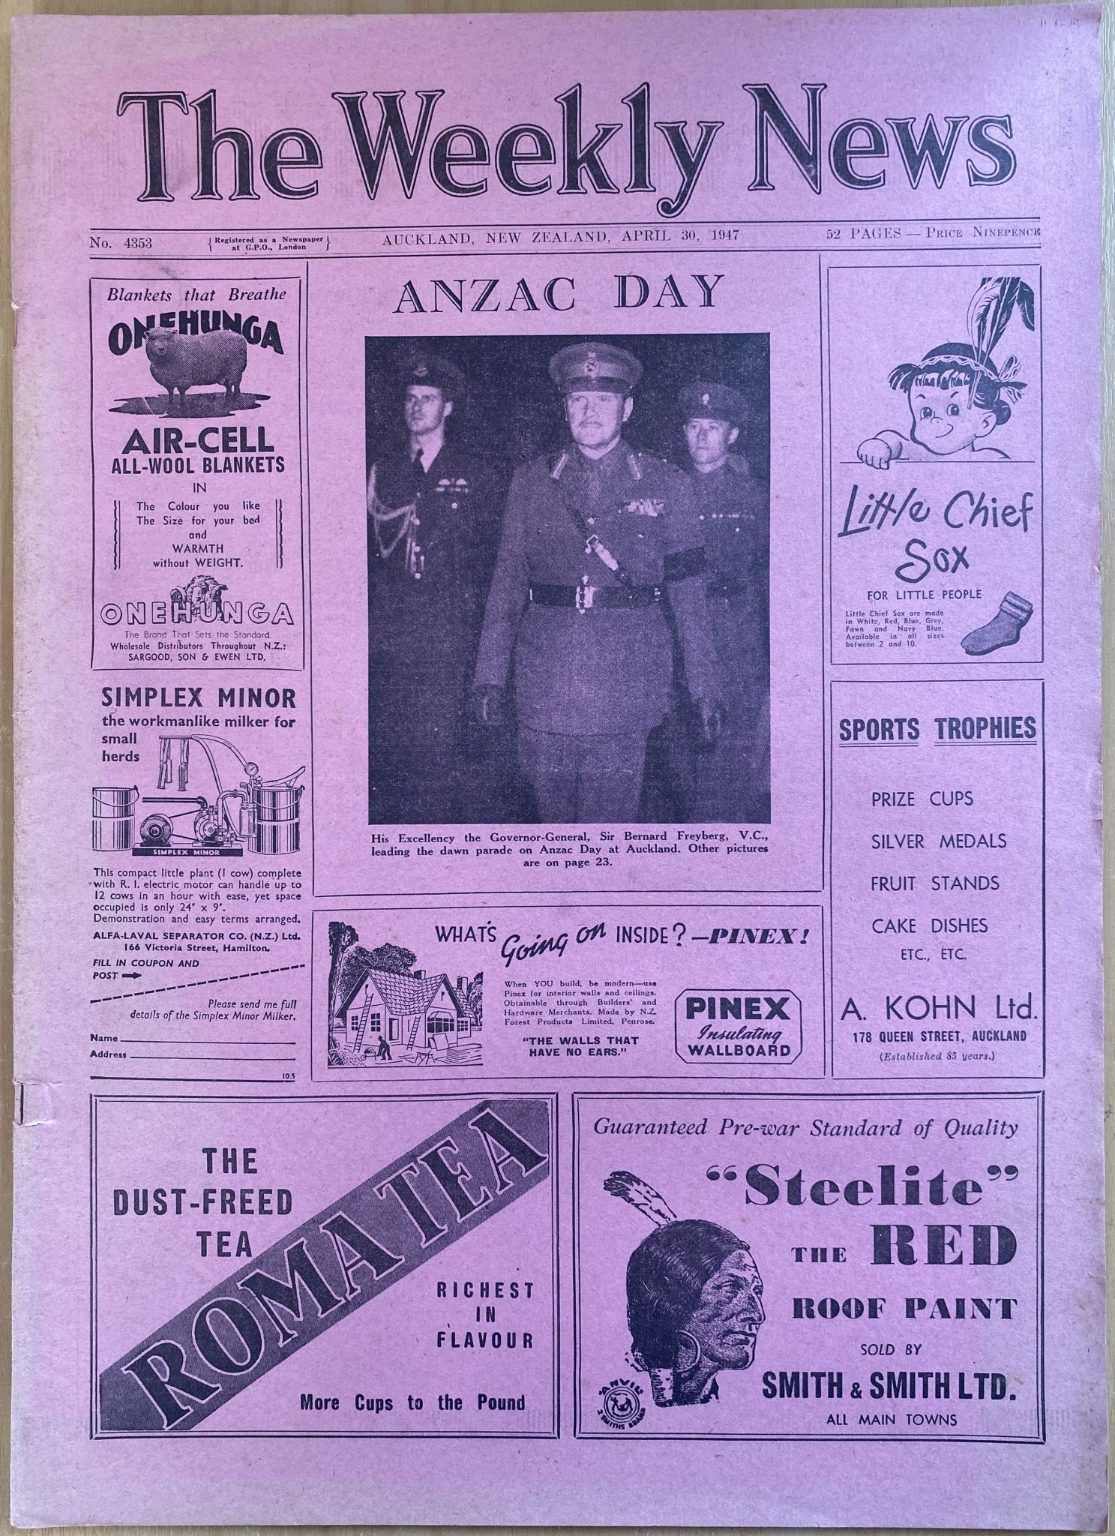 The Weekly News
No. 4353
Registered as a Newspaper
at G.P.O., London
AUCKLAND, NEW ZEALAND, APRIL 30, 1947
52 PAGES — PRICE NINEPENCE
Blankets that Breathe
ONEHUNGA
AIR-CELL
ALL-WOOL BLANKETS
IN
The Colour you like
The Size for your bed
and
WARMTH
without WEIGHT.
ONEHUNGA
The Brand That Sets the Standard.
Wholesale Distributors Throughout N.Z.:
SARGOOD, SON & EWEN LTD.
SIMPLEX MINOR
the workmanlike milker for
small
herds
SIMPLEX MINOR
This compact little plant (1 cow) complete
with R. I. electric motor can handle up to
12 cows in an hour with ease, yet space
occupied is only 24" x 9".
Demonstration and easy terms arranged.
ALFA-LAVAL SEPARATOR CO. (N.Z.) Ltd.
166 Victoria Street, Hamilton.
FILL IN COUPON AND
POST
Please send me full
details of the Simplex Minor Milker.
Name
Address
10.5
ANZAC DAY
His Excellency the Governor-General, Sir Bernard Freyberg, V.C.,
leading the dawn parade on Anzac Day at Auckland. Other pictures
are on page 23.
WHAT'S Going on INSIDE? —PINEX!
When YOU build, be modern—use
Pinex for interior walls and ceilings.
Obtainable through Builders' and
Hardware Merchants. Made by N.Z.
Forest Products Limited, Penrose.
"THE WALLS THAT
HAVE NO EARS."
PINEX
Insulating
WALLBOARD
Little Chief
Sox
FOR LITTLE PEOPLE
Little Chief Sox are made
in White, Red, Blue, Grey,
Fawn and Navy Blue.
Available in all sizes
between 2 and 10.
SPORTS TROPHIES
PRIZE CUPS
SILVER MEDALS
FRUIT STANDS
CAKE DISHES
ETC., ETC.
A. KOHN Ltd.
178 QUEEN STREET, AUCKLAND
(Established 85 years.)
THE
DUST-FREED
TEA
ROMA TEA
RICHEST
IN
FLAVOUR
More Cups to the Pound
Guaranteed Pre-war Standard of Quality
"Steelite"
THE RED
ROOF PAINT
SOLD BY
SMITH & SMITH LTD.
ALL MAIN TOWNS
ANVIL
2 SMITHS BRAND